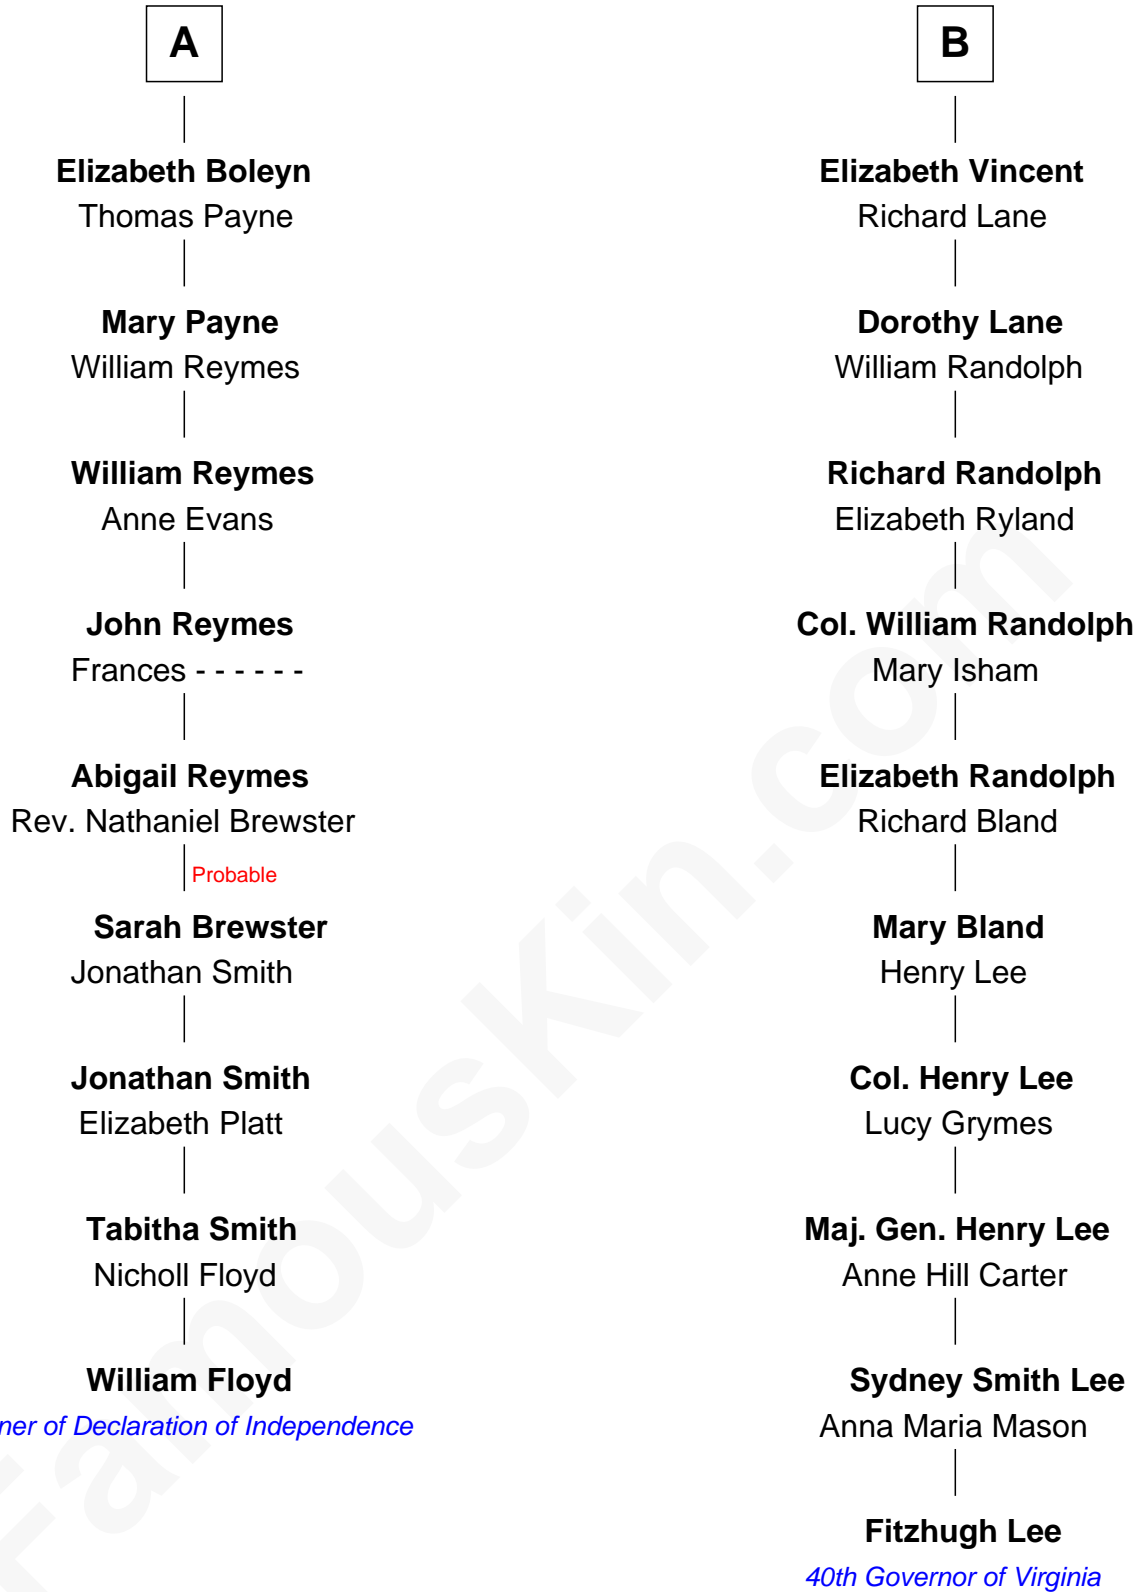 A
Elizabeth Boleyn
Thomas Payne
Mary Payne
William Reymes
William Reymes
Anne Evans
John Reymes
Frances - - - - - -
Abigail Reymes
Rev. Nathaniel Brewster
Probable
Sarah Brewster
Jonathan Smith
Jonathan Smith
Elizabeth Platt
Tabitha Smith
Nicholl Floyd
William Floyd
ner of Declaration of Independence
B
Elizabeth Vincent
Richard Lane
Dorothy Lane
William Randolph
Richard Randolph
Elizabeth Ryland
Col. William Randolph
Mary Isham
Elizabeth Randolph
Richard Bland
Mary Bland
Henry Lee
Col. Henry Lee
Lucy Grymes
Maj. Gen. Henry Lee
Anne Hill Carter
Sydney Smith Lee
Anna Maria Mason
Fitzhugh Lee
40th Governor of Virginia
FamousKin.com